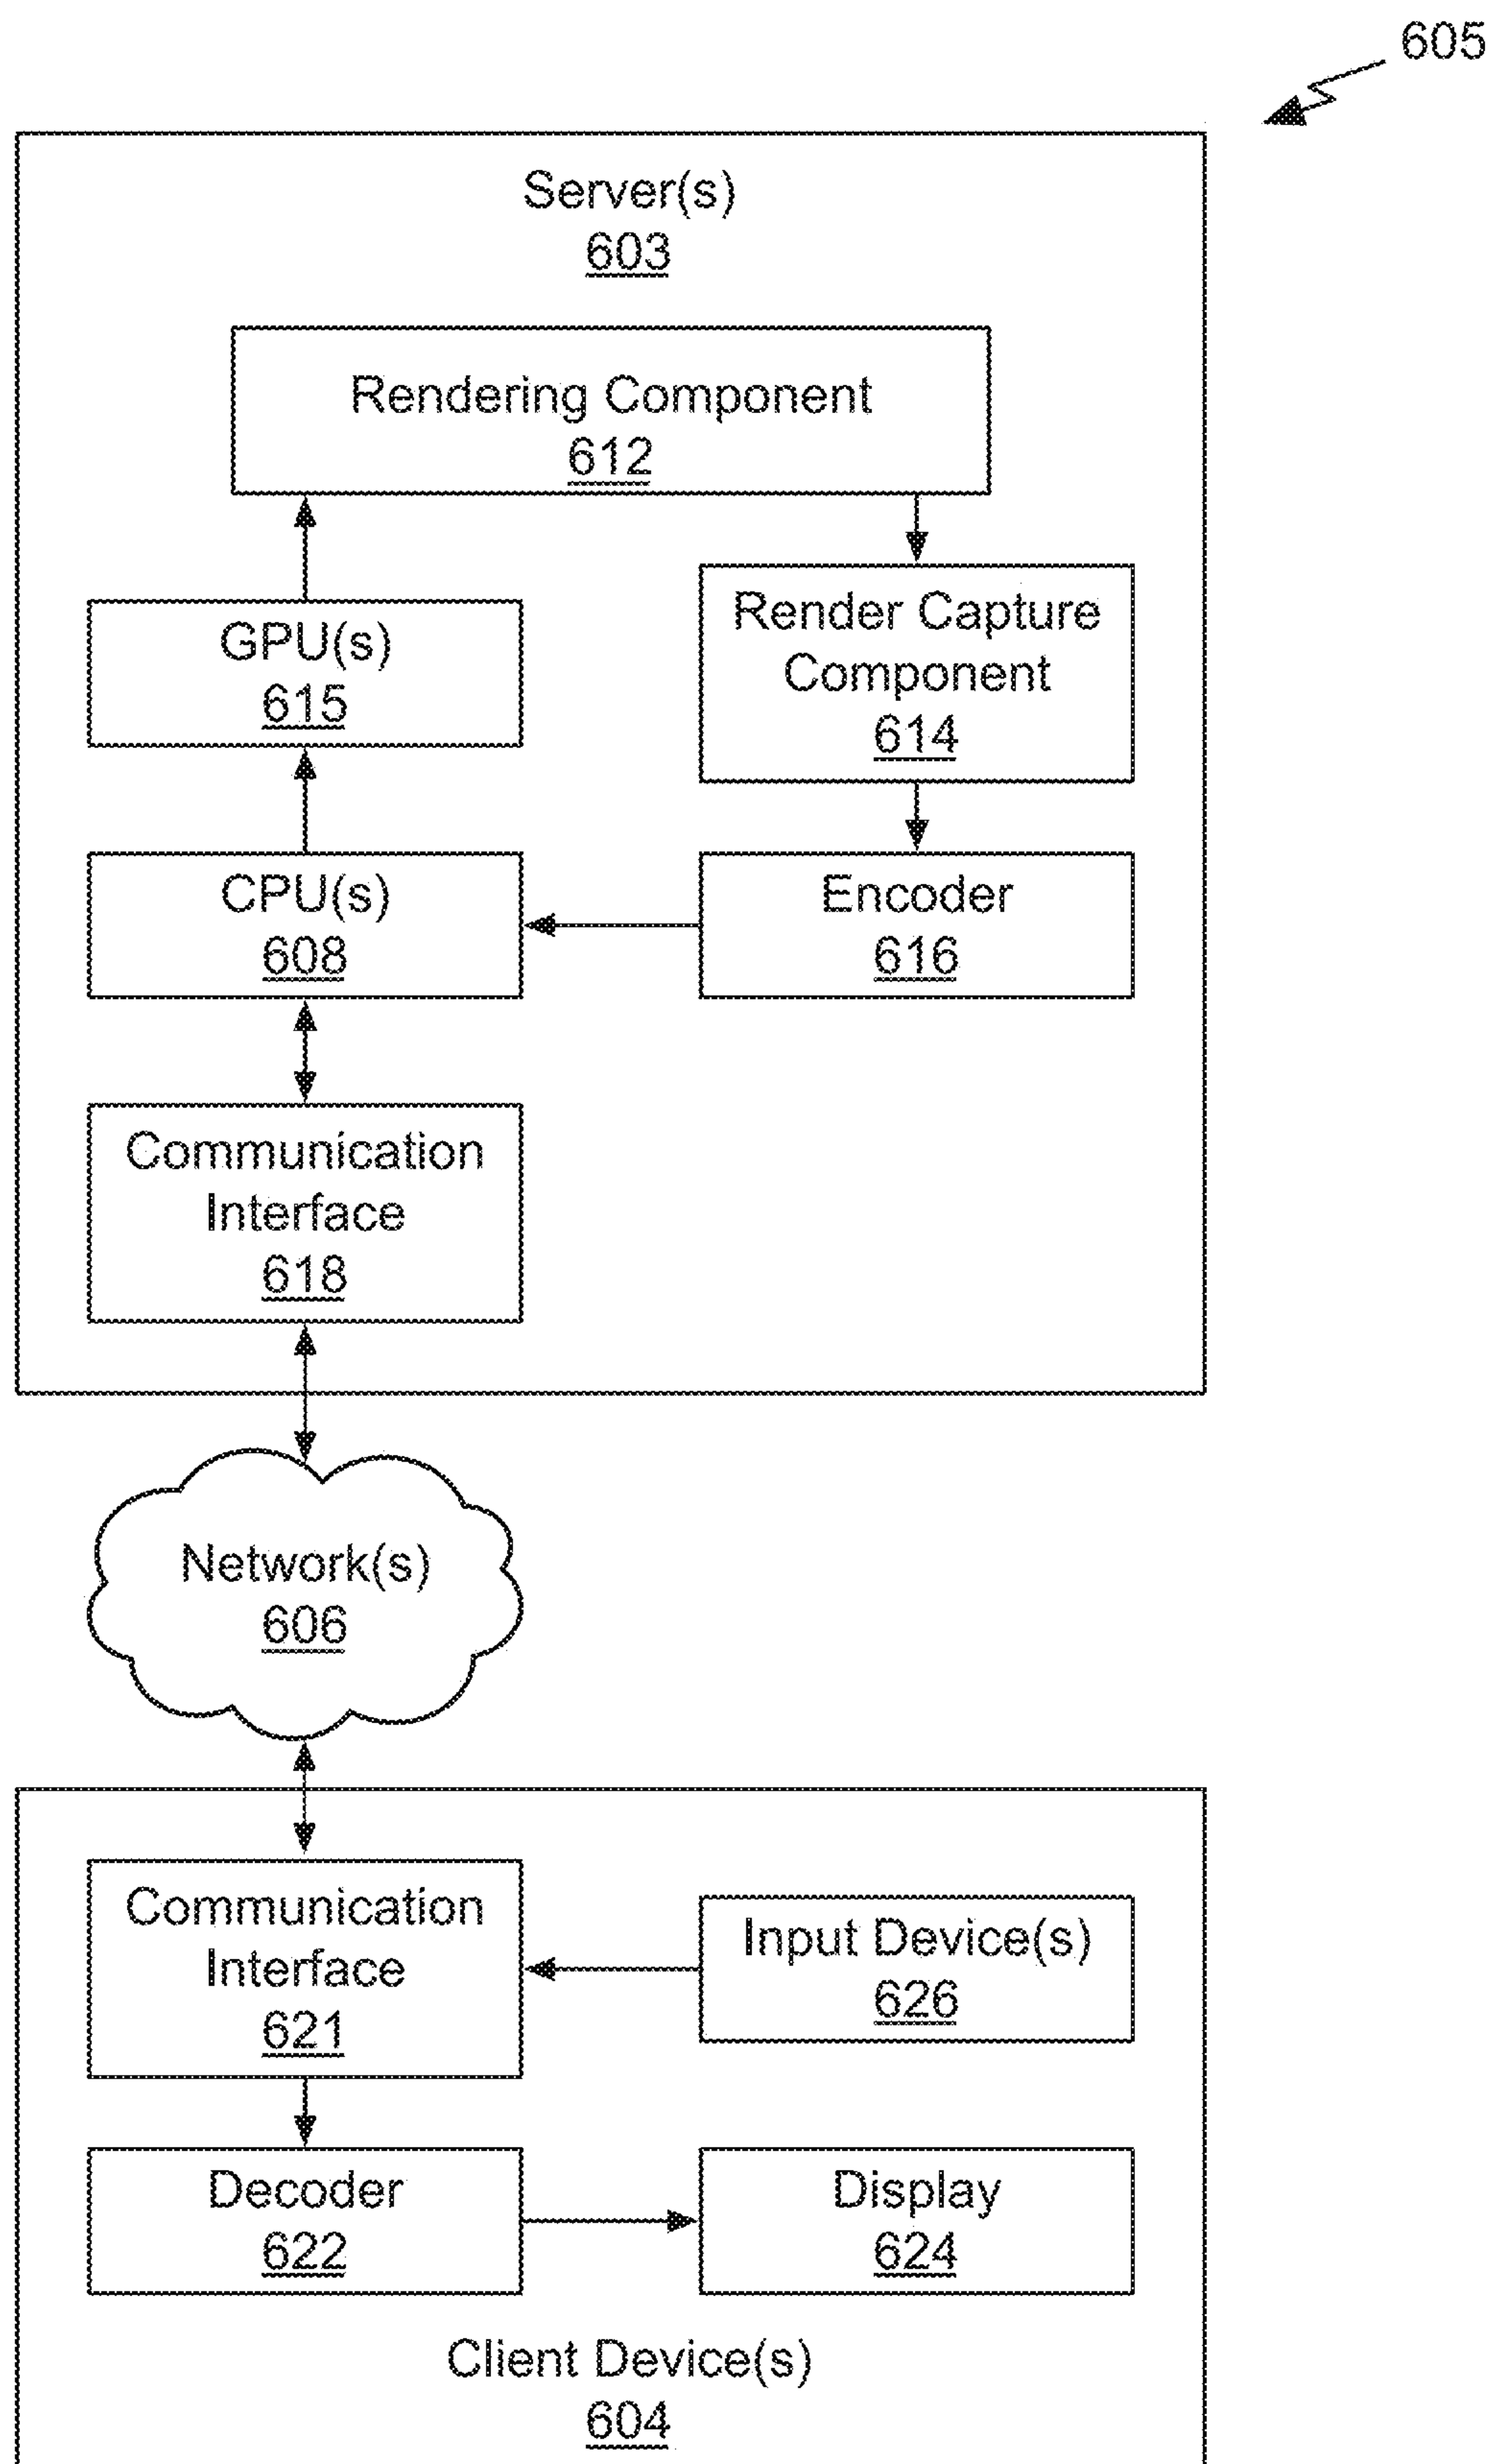 605
Server(s)
603
Rendering Component
612
GPU(s)
615
Render Capture
Component
614
CPU(s)
608
Encoder
616
Communication
Interface
618
Network(s)
606
Communication
Interface
621
Input Device(s)
626
Decoder
622
Display
624
Client Device(s)
604